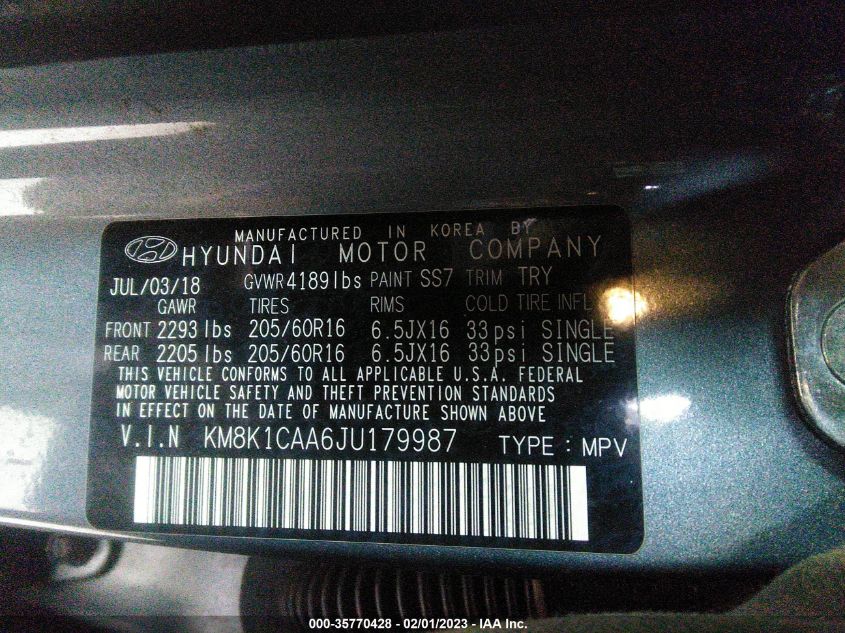 MANUFACTURED IN KOREA BY
HYUNDAI MOTOR COMPANY
JUL/03/18 GVWR 4189lbs PAINT SS7 TRIM TRY
GAWR TIRES RIMS COLD TIRE INFL
FRONT 2293lbs 205/60R16 6.5JX16 33psi SINGLE
REAR 2205lbs 205/60R16 6.5JX16 33psi SINGLE
THIS VEHICLE CONFORMS TO ALL APPLICABLE U.S.A. FEDERAL
MOTOR VEHICLE SAFETY AND THEFT PREVENTION STANDARDS
IN EFFECT ON THE DATE OF MANUFACTURE SHOWN ABOVE
V.I.N KM8K1CAA6JU179987 TYPE : MPV
000-35770428 - 02/01/2023 - IAA Inc.